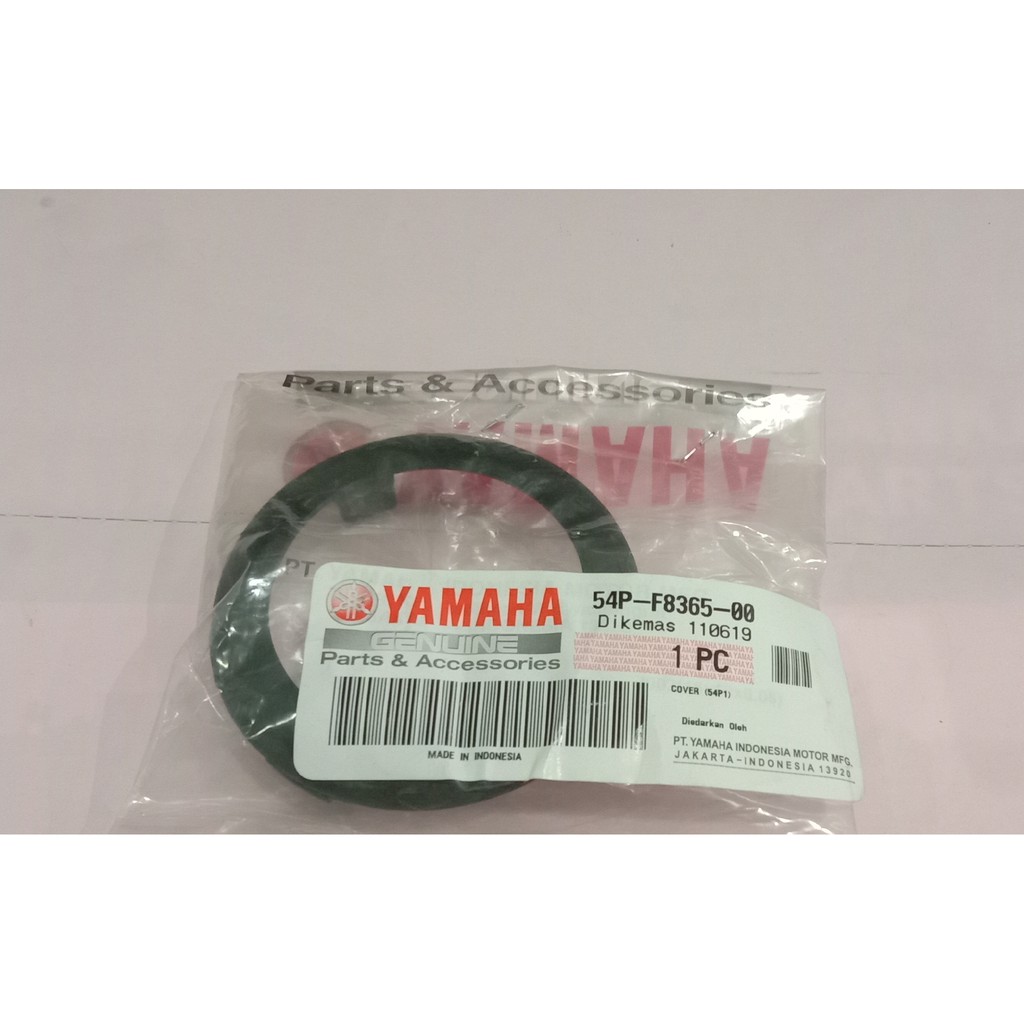 Parts & Accessories
YAMAHA
PT.
YAMAHA
GENUINE
Parts & Accessories
MADE IN INDONESIA
54P-F8365-00
Dikemas 110619
1 PC
COVER (54P1)
Diedarkan Oleh
PT. YAMAHA INDONESIA MOTOR MFG.
JAKARTA-INDONESIA 13920